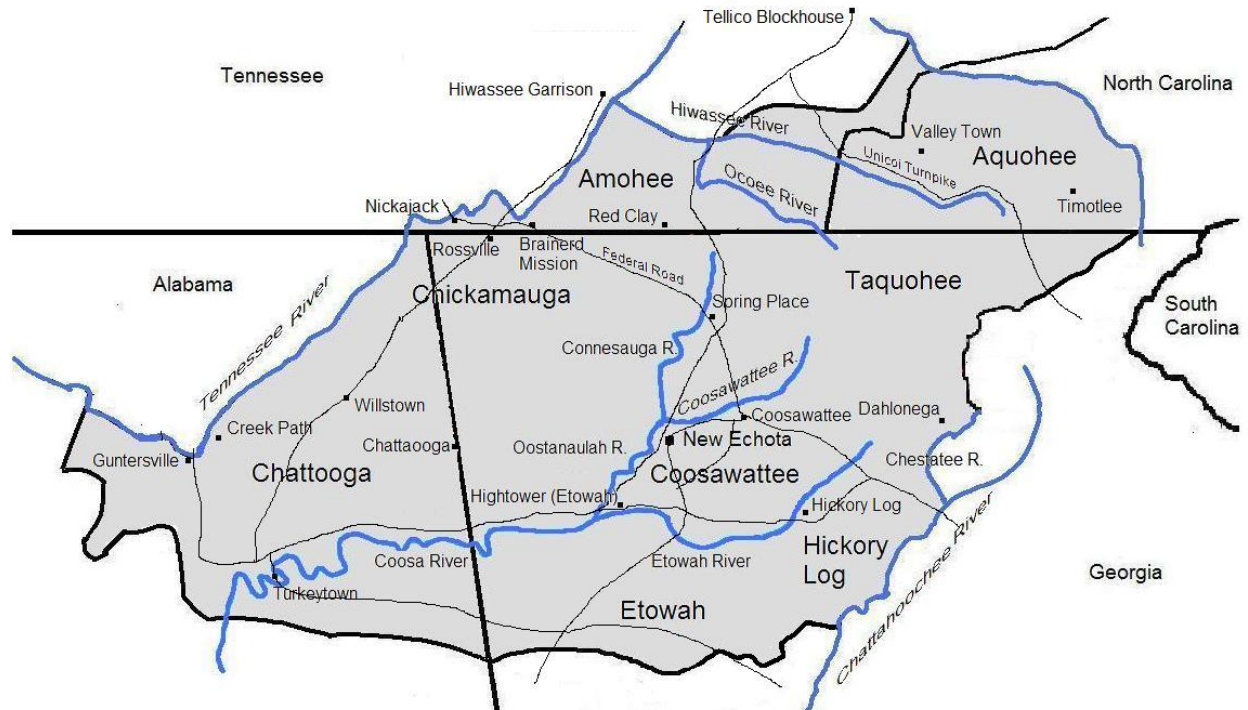 Tellico Blockhouse
Tennessee
North Carolina
Hiwassee Garrison
Hiwassee River
Valley Town
Aquohee
Unicoi Turnpike
Amohee
Ocoee River
Timotlee
Nickajack
Red Clay
Rossville
Brainerd
Mission
Federal Road
Alabama
Chickamauga
Taquohee
South
Carolina
Tennessee River
Spring Place
Connesauga R.
Coosawattee R.
Willstown
Creek Path
Chattaooga
Coosawattee
Dahlonega
New Echota
Oostanaulah R.
Guntersville
Chattooga
Coosawattee
Chestatee R.
Hightower (Etowah)
Hickory Log
Chattahoochee River
Hickory
Log
Coosa River
Etowah River
Georgia
Turkeytown
Etowah